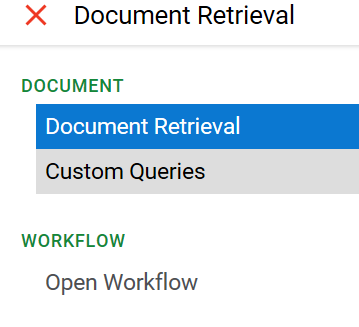 Document Retrieval
DOCUMENT
Document Retrieval
Custom Queries
WORKFLOW
Open Workflow